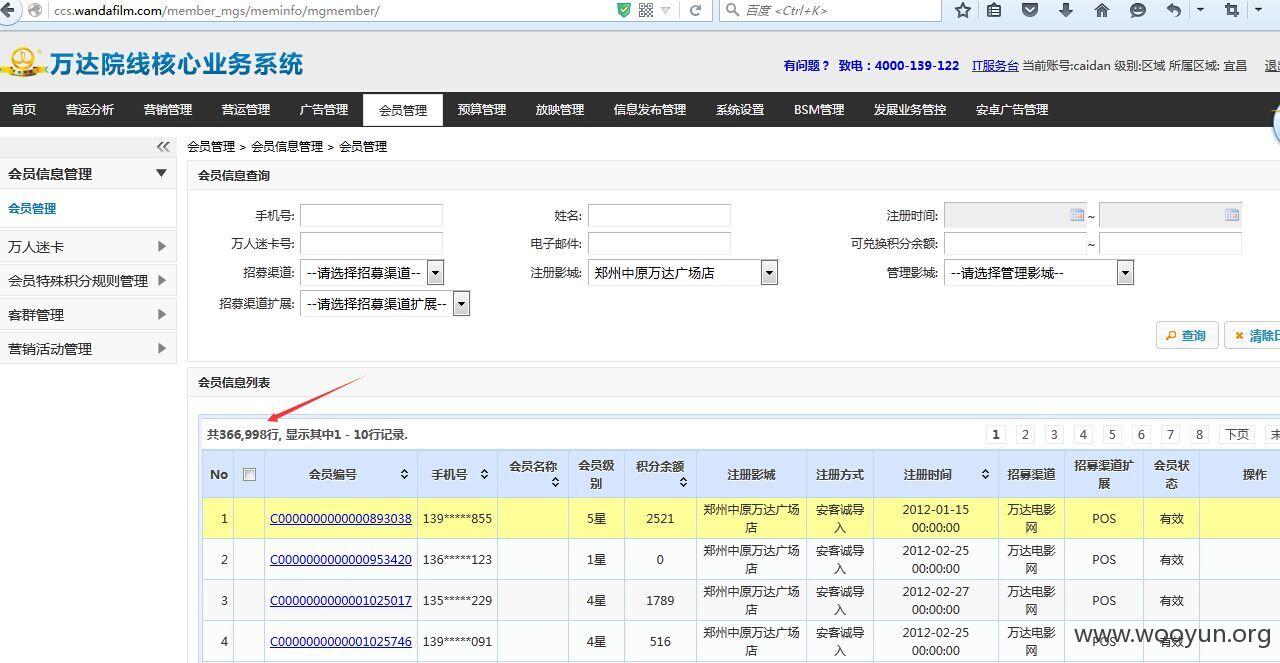 ccs.wandafilm.com/member_mgs/meminfo/mgmember/
百度 <Ctrl+K>
万达院线核心业务系统
有问题？ 致电：4000-139-122 IT服务台 当前账号:caidan 级别:区域 所属区域: 宜昌
首页 营运分析 营销管理 营运管理 广告管理 会员管理 预算管理 放映管理 信息发布管理 系统设置 BSM管理 发展业务管控 安卓广告管理
会员信息管理
会员管理
万人迷卡
会员特殊积分规则管理
客群管理
营销活动管理
会员管理 > 会员信息管理 > 会员管理
会员信息查询
手机号: 姓名: 注册时间: ~
万人迷卡号: 电子邮件: 可兑换积分余额: ~
招募渠道: --请选择招募渠道-- 注册影城: 郑州中原万达广场店 管理影城: --请选择管理影城--
招募渠道扩展: --请选择招募渠道扩展--
查询 清除
会员信息列表
共366,998行, 显示其中1 - 10行记录. 1 2 3 4 5 6 7 8 下页
No 会员编号 手机号 会员名称 会员级别 积分余额 注册影城 注册方式 注册时间 招募渠道 招募渠道扩展 会员状态 操作
1 C0000000000000893038 139*****855 5星 2521 郑州中原万达广场店 安客诚导入 2012-01-15 00:00:00 万达电影网 POS 有效
2 C0000000000000953420 136*****123 1星 0 郑州中原万达广场店 安客诚导入 2012-02-25 00:00:00 万达电影网 POS 有效
3 C0000000000001025017 135*****229 4星 1789 郑州中原万达广场店 安客诚导入 2012-02-27 00:00:00 万达电影网 POS 有效
4 C0000000000001025746 139*****091 4星 516 郑州中原万达广场店 安客诚导入 2012-02-25 00:00:00 万达电影网 POS 有效
www.wooyun.org